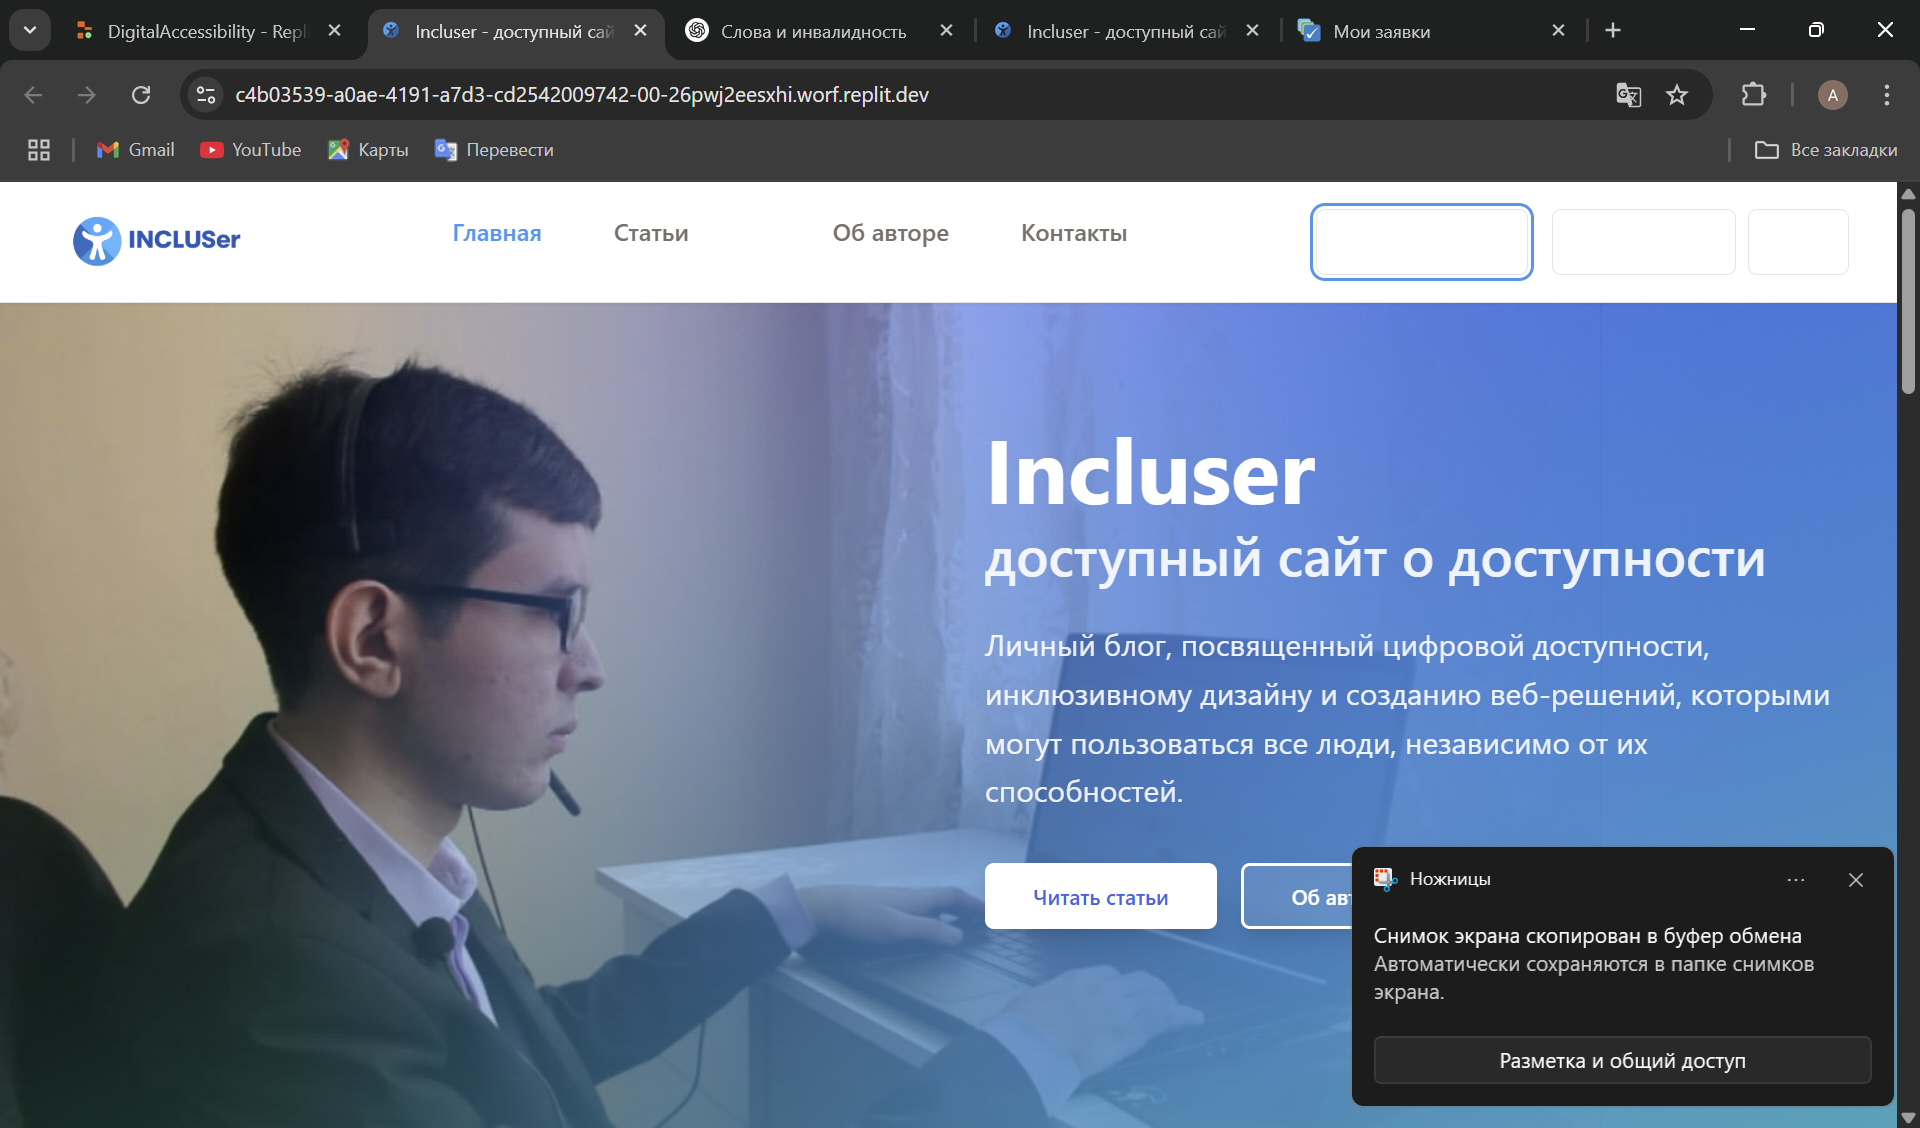 DigitalAccessibility - Repl
Incluser - доступный сай
Слова и инвалидность
Incluser - доступный сай
Мои заявки
c4b03539-a0ae-4191-a7d3-cd2542009742-00-26pwj2eesxhi.worf.replit.dev
A
Gmail
YouTube
Карты
Перевести
Все закладки
INCLUSer
Главная
Статьи
Об авторе
Контакты
Incluser
доступный сайт о доступности
Личный блог, посвященный цифровой доступности,
инклюзивному дизайну и созданию веб-решений, которыми
могут пользоваться все люди, независимо от их
способностей.
Читать статьи
Об авт
Ножницы
Снимок экрана скопирован в буфер обмена
Автоматически сохраняются в папке снимков
экрана.
Разметка и общий доступ